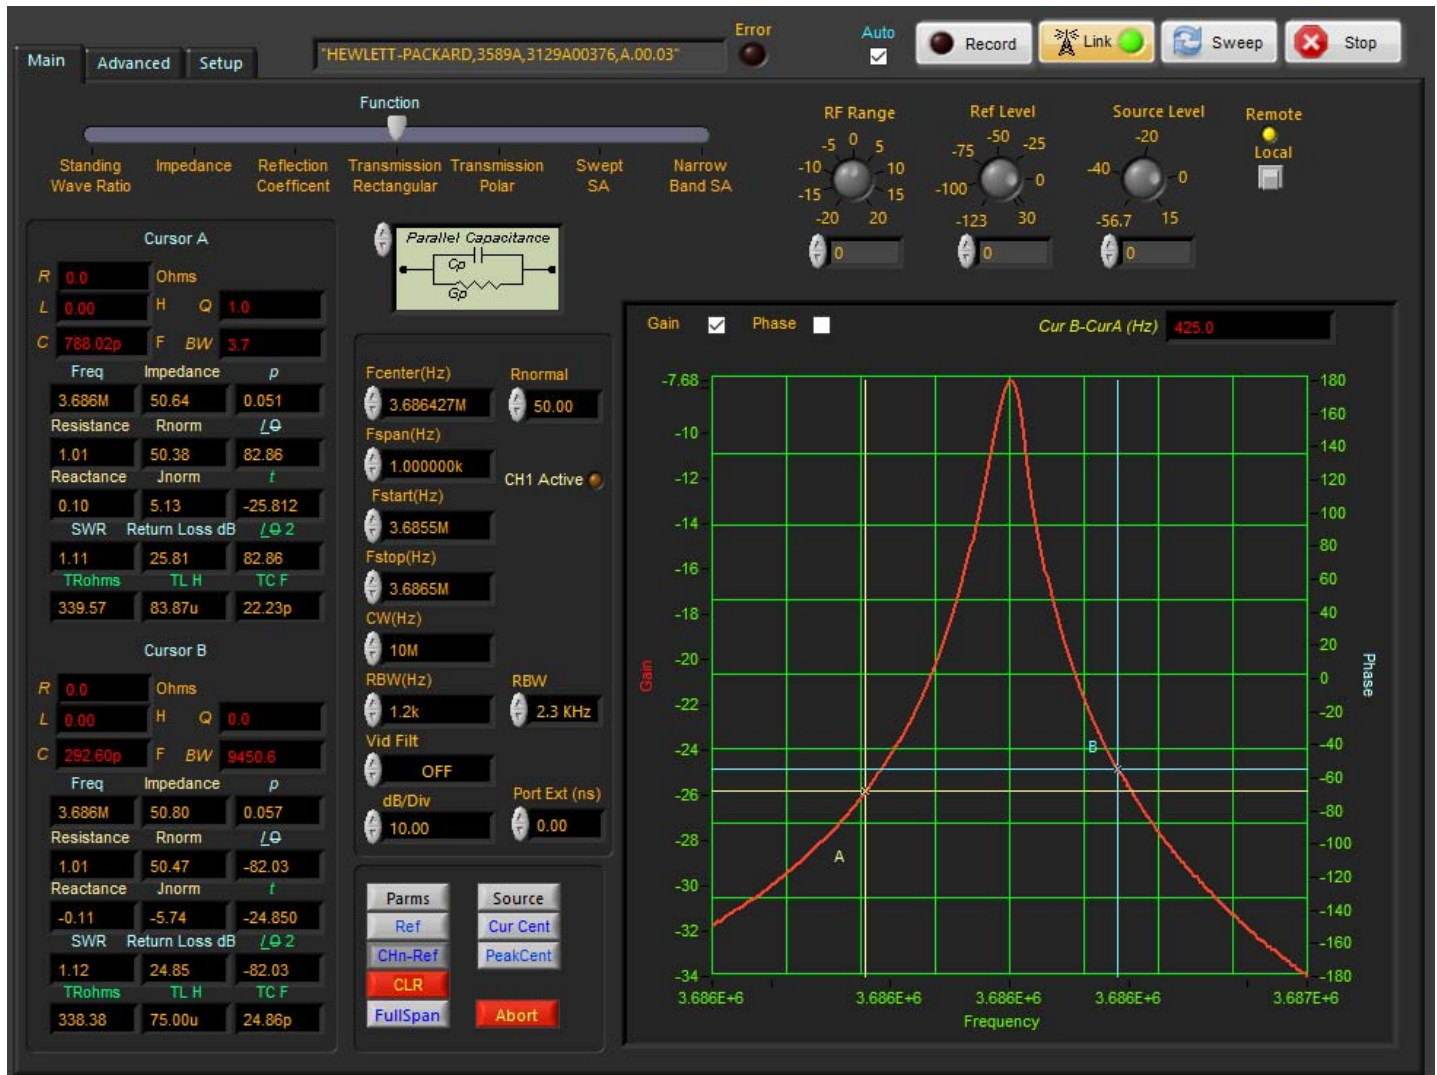 Error
Auto
Main Advanced Setup
"HEWLETT-PACKARD,3589A,3129A00376,A.00.03"
Record Link Sweep Stop
Function
Standing Wave Ratio
Impedance
Reflection Coefficent
Transmission Rectangular
Transmission Polar
Swept SA
Narrow Band SA
RF Range
-5 0 5
-10 10
-15 15
-20 20
0
Ref Level
-50
-75 -25
-100 0
-123 30
0
Source Level
-20
-40 0
-56.7 15
0
Remote
Local
Cursor A
R 0.0 Ohms
L 0.00 H Q 1.0
C 788.02p F BW 3.7
Freq Impedance p
3.686M 50.64 0.051
Resistance Rnorm / Θ
1.01 50.38 82.86
Reactance Jnorm t
0.10 5.13 -25.812
SWR Return Loss dB / Θ 2
1.11 25.81 82.86
TRohms TL H TC F
339.57 83.87u 22.23p
Cursor B
R 0.0 Ohms
L 0.00 H Q 0.0
C 292.60p F BW 9450.6
Freq Impedance p
3.686M 50.80 0.057
Resistance Rnorm / Θ
1.01 50.47 -82.03
Reactance Jnorm t
-0.11 -5.74 -24.850
SWR Return Loss dB / Θ 2
1.12 24.85 -82.03
TRohms TL H TC F
338.38 75.00u 24.86p
Parallel Capacitance
Cp
Gp
Fcenter(Hz) Rnormal
3.686427M 50.00
Fspan(Hz)
1.000000k CH1 Active
Fstart(Hz)
3.6855M
Fstop(Hz)
3.6865M
CW(Hz)
10M
RBW(Hz) RBW
1.2k 2.3 KHz
Vid Filt
OFF
dB/Div Port Ext (ns)
10.00 0.00
Parms Source
Ref Cur Cent
CHn-Ref PeakCent
CLR
FullSpan Abort
Gain Phase Cur B-CurA (Hz) 425.0
-7.68
-10
-12
-14
-16
-18
-20
-22
-24
-26
-28
-30
-32
-34
Gain
B
A
180
160
140
120
100
80
60
40
20
0
-20
-40
-60
-80
-100
-120
-140
-160
-180
Phase
3.686E+6 3.686E+6 3.686E+6 3.686E+6 3.687E+6
Frequency